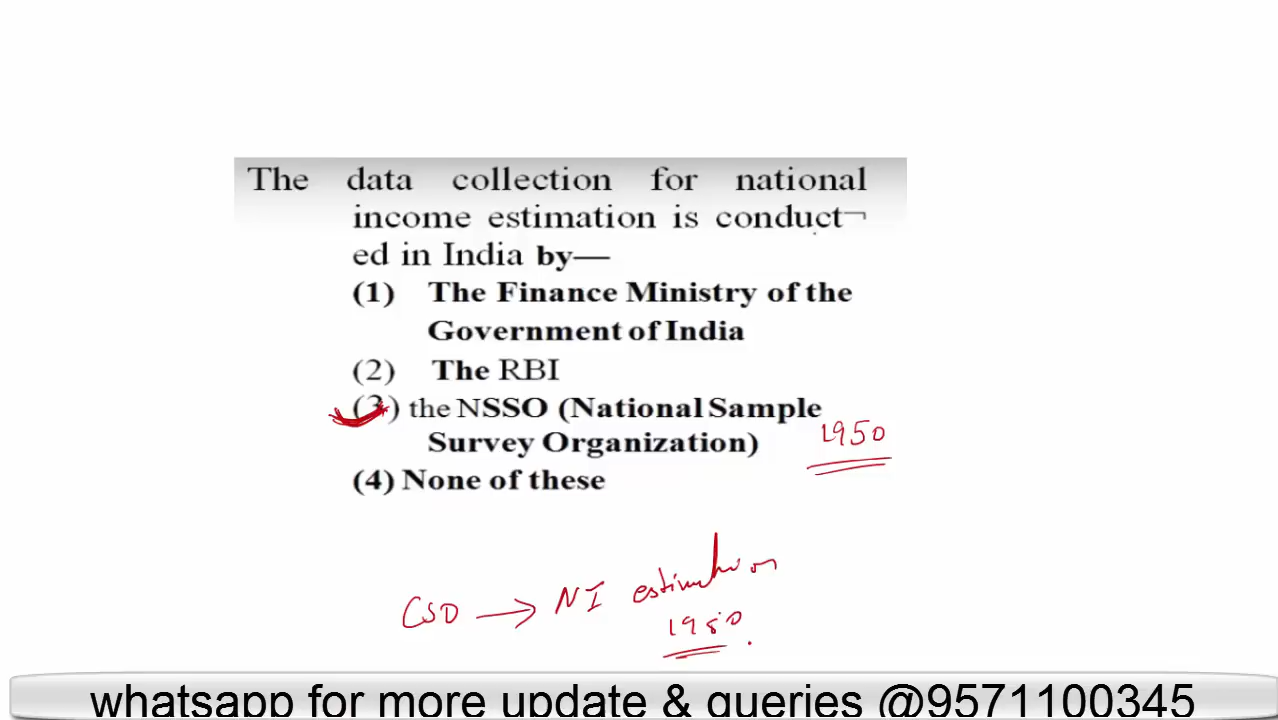 The data collection for national
income estimation is conduct¬
ed in India by—
(1) The Finance Ministry of the
Government of India
(2) The RBI
(3) the NSSO (National Sample
Survey Organization)
1950
(4) None of these
CSO → NI estimation
1950
whatsapp for more update & queries @9571100345